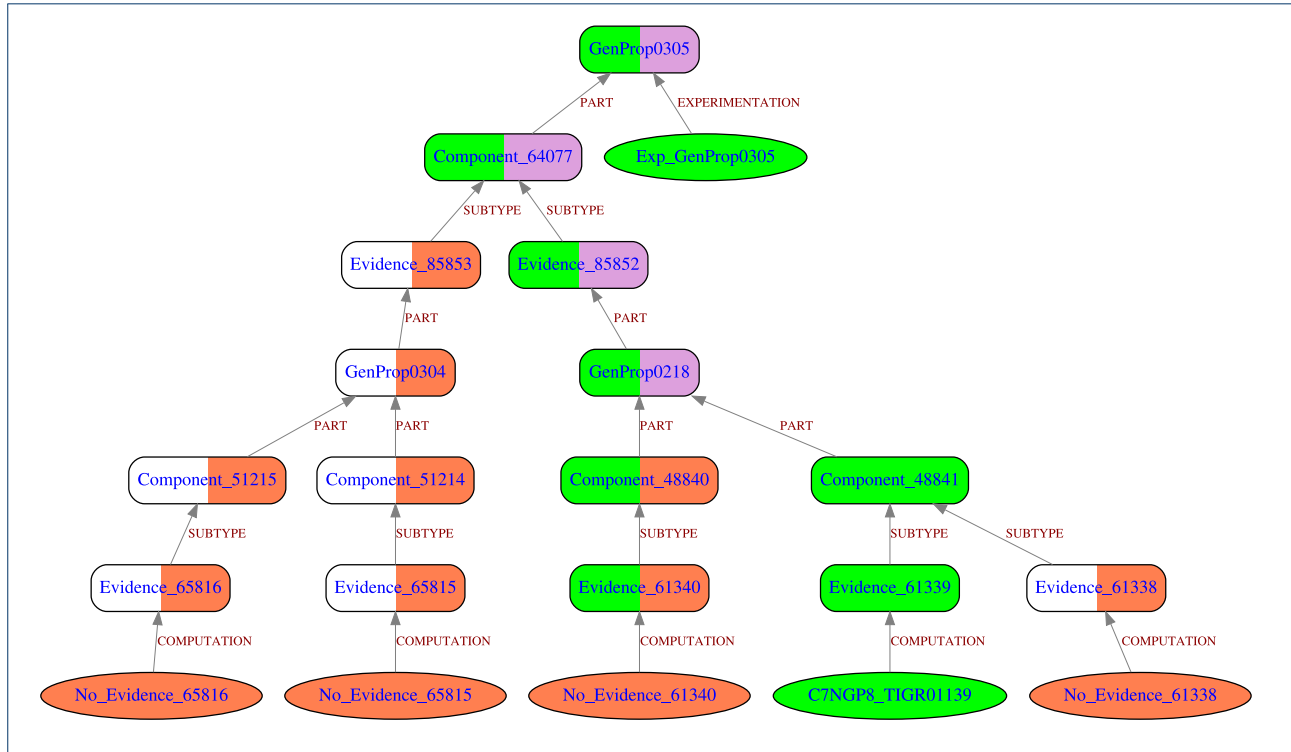 GenProp0305
PART
EXPERIMENTATION
Component_64077
Exp_GenProp0305
SUBTYPE
SUBTYPE
Evidence_85853
Evidence_85852
PART
PART
GenProp0304
GenProp0218
PART
PART
PART
PART
Component_51215
Component_51214
Component_48840
Component_48841
SUBTYPE
SUBTYPE
SUBTYPE
SUBTYPE
SUBTYPE
Evidence_65816
Evidence_65815
Evidence_61340
Evidence_61339
Evidence_61338
COMPUTATION
COMPUTATION
COMPUTATION
COMPUTATION
COMPUTATION
No_Evidence_65816
No_Evidence_65815
No_Evidence_61340
C7NGP8_TIGR01139
No_Evidence_61338